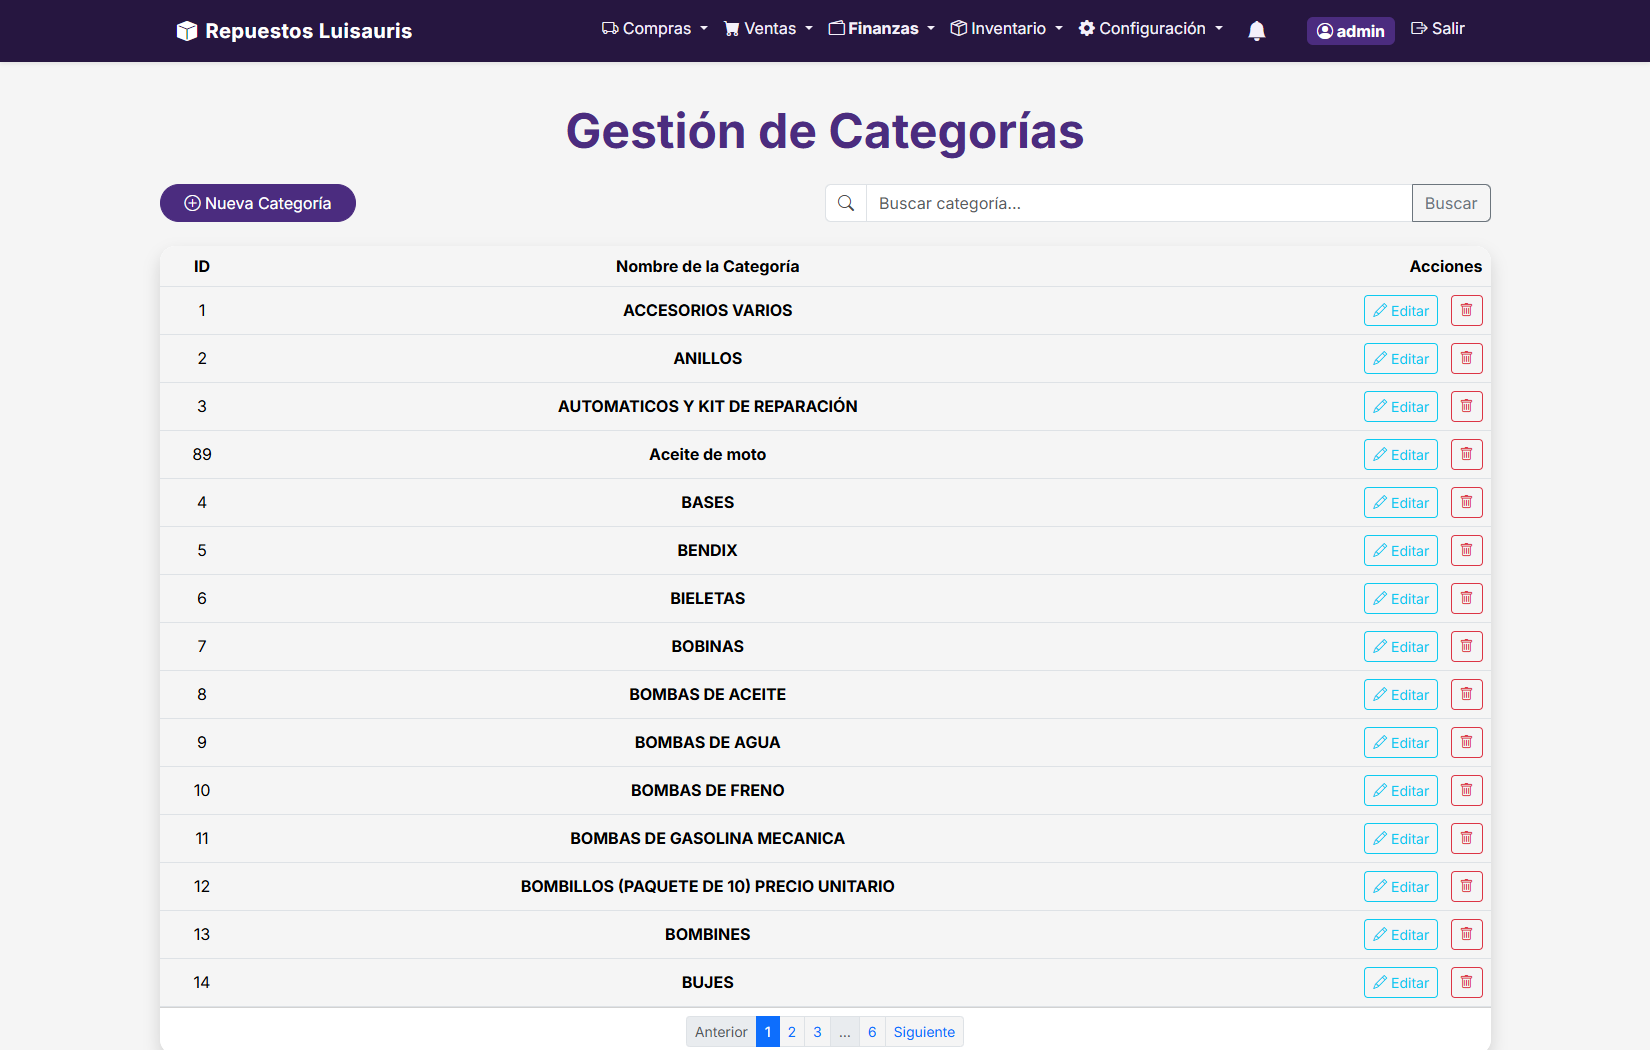 Repuestos Luisauris Compras Ventas Finanzas Inventario Configuración admin Salir
Gestión de Categorías
Nueva Categoría Buscar categoría... Buscar
ID Nombre de la Categoría Acciones
1 ACCESORIOS VARIOS Editar
2 ANILLOS Editar
3 AUTOMATICOS Y KIT DE REPARACIÓN Editar
89 Aceite de moto Editar
4 BASES Editar
5 BENDIX Editar
6 BIELETAS Editar
7 BOBINAS Editar
8 BOMBAS DE ACEITE Editar
9 BOMBAS DE AGUA Editar
10 BOMBAS DE FRENO Editar
11 BOMBAS DE GASOLINA MECANICA Editar
12 BOMBILLOS (PAQUETE DE 10) PRECIO UNITARIO Editar
13 BOMBINES Editar
14 BUJES Editar
Anterior 1 2 3 ... 6 Siguiente